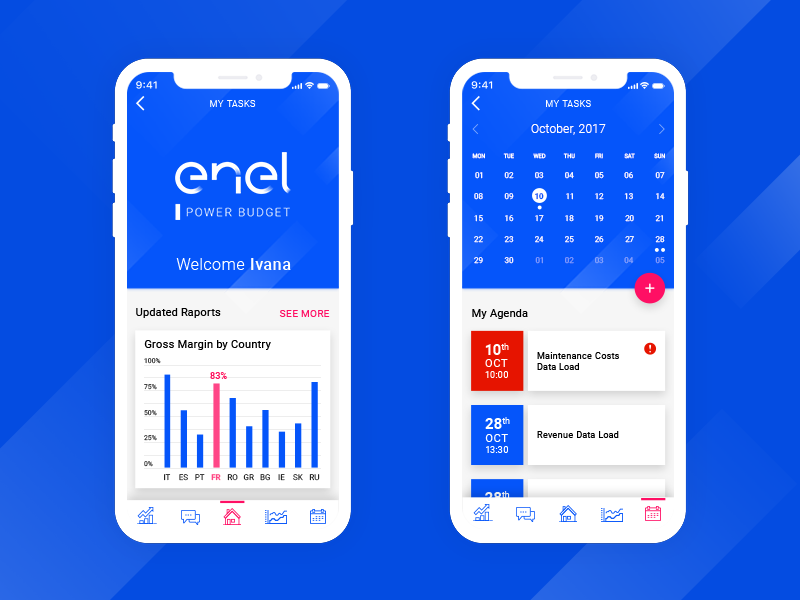 9:41
MY TASKS
enel
POWER BUDGET
Welcome Ivana
Updated Raports
SEE MORE
Gross Margin by Country
100%
83%
75%
50%
25%
0%
IT ES PT FR RO GR BG IE SK RU
9:41
MY TASKS
October, 2017
MON TUE WED THU FRI SAT SUN
01 02 03 04 05 06 07
08 09 10 11 12 13 14
15 16 17 18 19 20 21
22 23 24 25 26 27 28
29 30 01 02 03 04 05
+
My Agenda
10th
OCT
10:00
Maintenance Costs
Data Load
!
28th
OCT
13:30
Revenue Data Load
28th